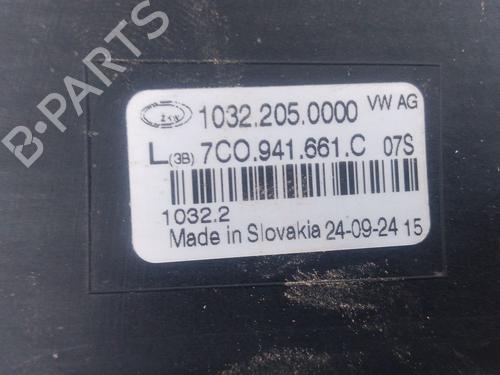 B-PARTS
1032.205.0000 VW AG
L(3B) 7C0.941.661.C 07S
1032.2
Made in Slovakia 24-09-24 15